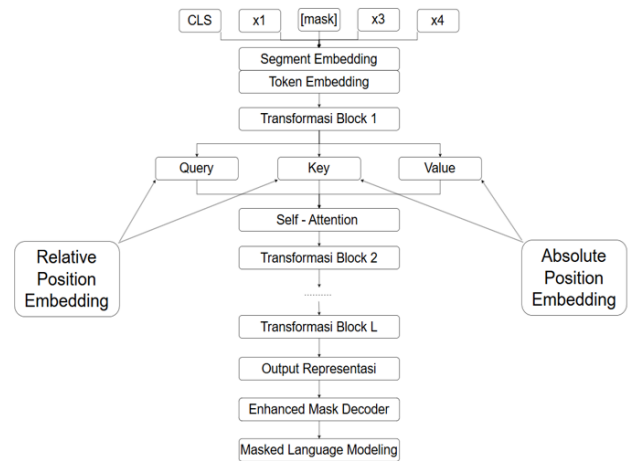 CLS x1 [mask] x3 x4
Segment Embedding
Token Embedding
Transformasi Block 1
Query Key Value
Self - Attention
Relative
Position
Embedding
Absolute
Position
Embedding
Transformasi Block 2
........
Transformasi Block L
Output Representasi
Enhanced Mask Decoder
Masked Language Modeling